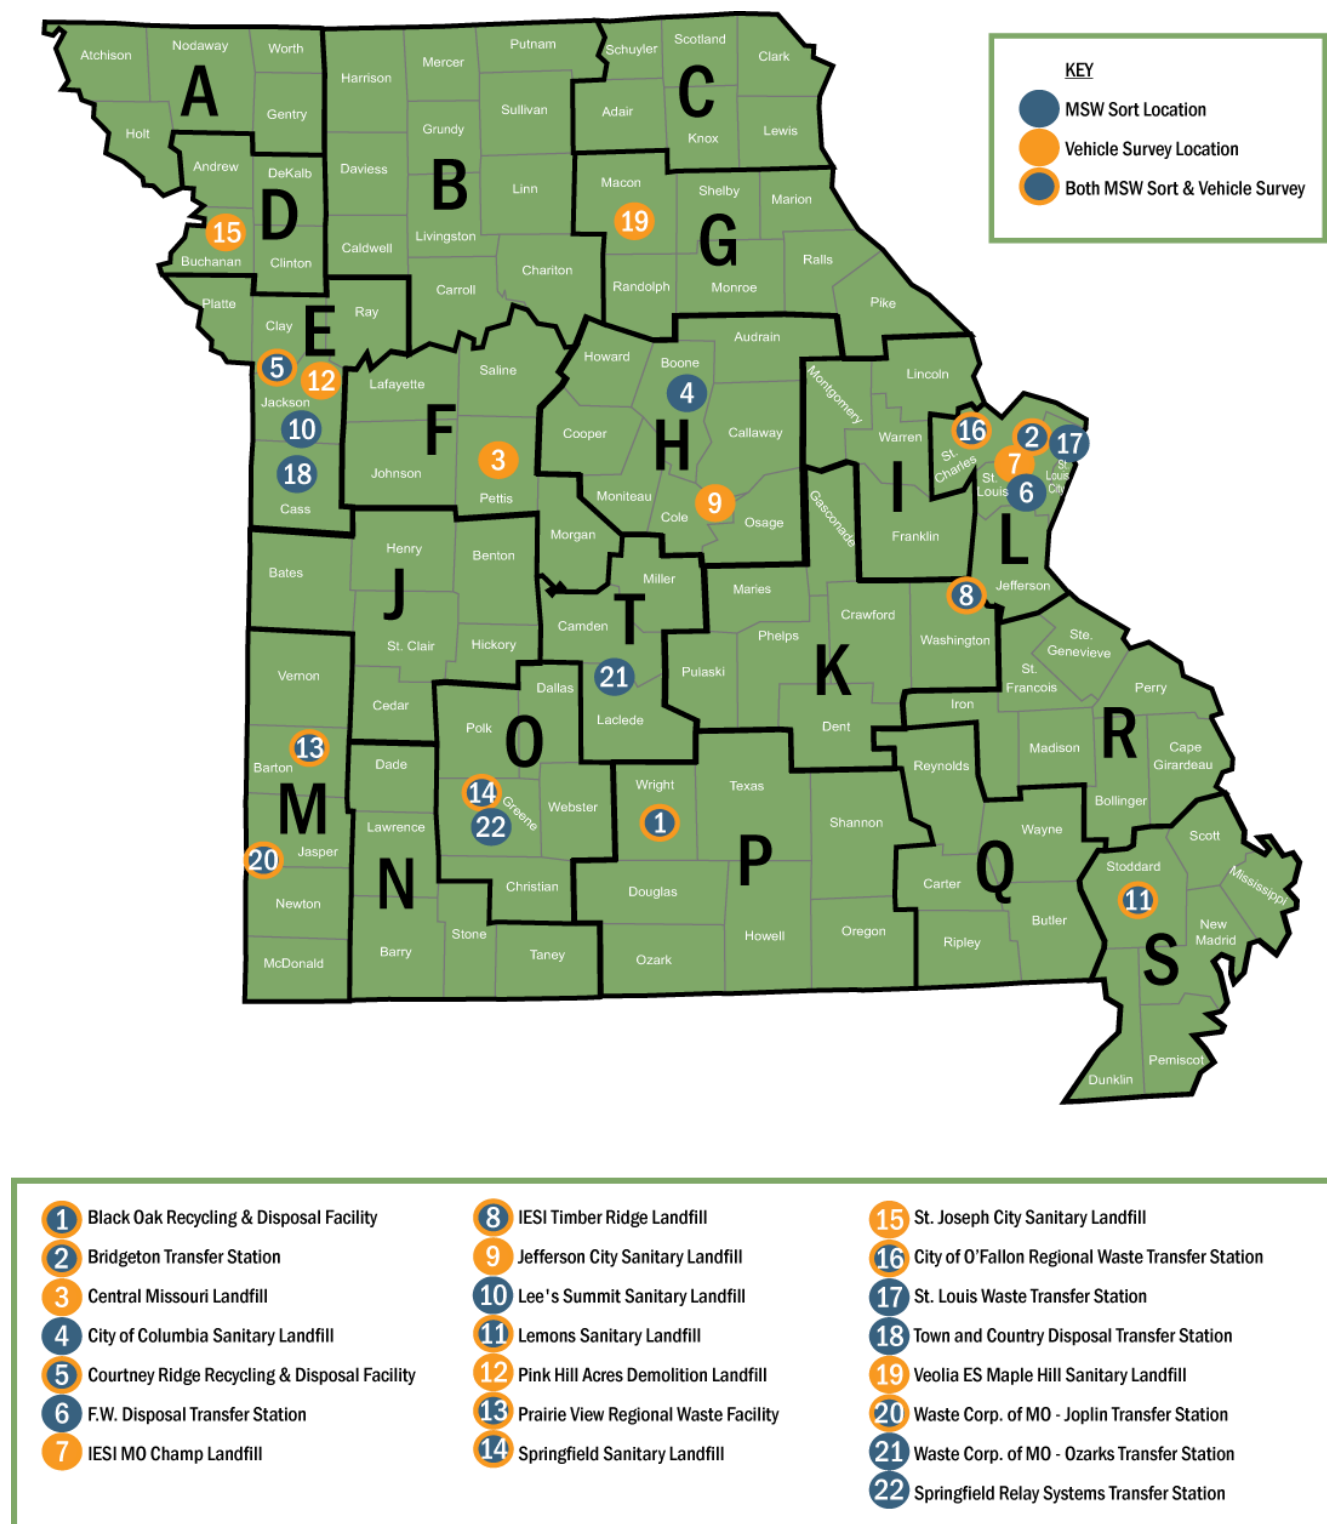 KEY
MSW Sort Location
Vehicle Survey Location
Both MSW Sort & Vehicle Survey
Atchison
Nodaway
Worth
A
Holt
Gentry
Harrison
Mercer
Putnam
Sullivan
Grundy
Daviess
B
Linn
Caldwell
Livingston
Carroll
Chariton
Schuyler
Scotland
Clark
C
Adair
Knox
Lewis
Andrew
DeKalb
D
15
Buchanan
Clinton
Macon
19
Shelby
Marion
G
Randolph
Monroe
Ralls
Pike
Platte
Clay
E
Ray
5
12
Jackson
10
18
Cass
Lafayette
Saline
F
Johnson
3
Pettis
Howard
Boone
4
Audrain
Cooper
H
Callaway
Moniteau
Cole
9
Osage
Montgomery
Lincoln
Warren
I
Franklin
St.
Charles
16
2
17
7
6
St.
Louis
St.
Louis
City
L
Jefferson
Bates
Henry
Benton
J
St. Clair
Hickory
Cedar
Morgan
Miller
T
Camden
21
Laclede
Gasconade
Maries
Phelps
Crawford
8
Washington
Pulaski
K
Dent
Vernon
13
Barton
M
20
Jasper
Newton
McDonald
Dade
Lawrence
N
Barry
Stone
Taney
Dallas
Polk
O
14
Greene
22
Webster
Christian
Wright
1
Texas
Shannon
P
Douglas
Howell
Oregon
Ozark
Iron
Reynolds
Wayne
Q
Carter
Ripley
Butler
Ste.
Genevieve
St.
Francois
Perry
Madison
R
Cape
Girardeau
Bollinger
Scott
Stoddard
Mississippi
11
New
Madrid
S
Pemiscot
Dunklin
1 Black Oak Recycling & Disposal Facility
2 Bridgeton Transfer Station
3 Central Missouri Landfill
4 City of Columbia Sanitary Landfill
5 Courtney Ridge Recycling & Disposal Facility
6 F.W. Disposal Transfer Station
7 IESI MO Champ Landfill
8 IESI Timber Ridge Landfill
9 Jefferson City Sanitary Landfill
10 Lee's Summit Sanitary Landfill
11 Lemons Sanitary Landfill
12 Pink Hill Acres Demolition Landfill
13 Prairie View Regional Waste Facility
14 Springfield Sanitary Landfill
15 St. Joseph City Sanitary Landfill
16 City of O'Fallon Regional Waste Transfer Station
17 St. Louis Waste Transfer Station
18 Town and Country Disposal Transfer Station
19 Veolia ES Maple Hill Sanitary Landfill
20 Waste Corp. of MO - Joplin Transfer Station
21 Waste Corp. of MO - Ozarks Transfer Station
22 Springfield Relay Systems Transfer Station